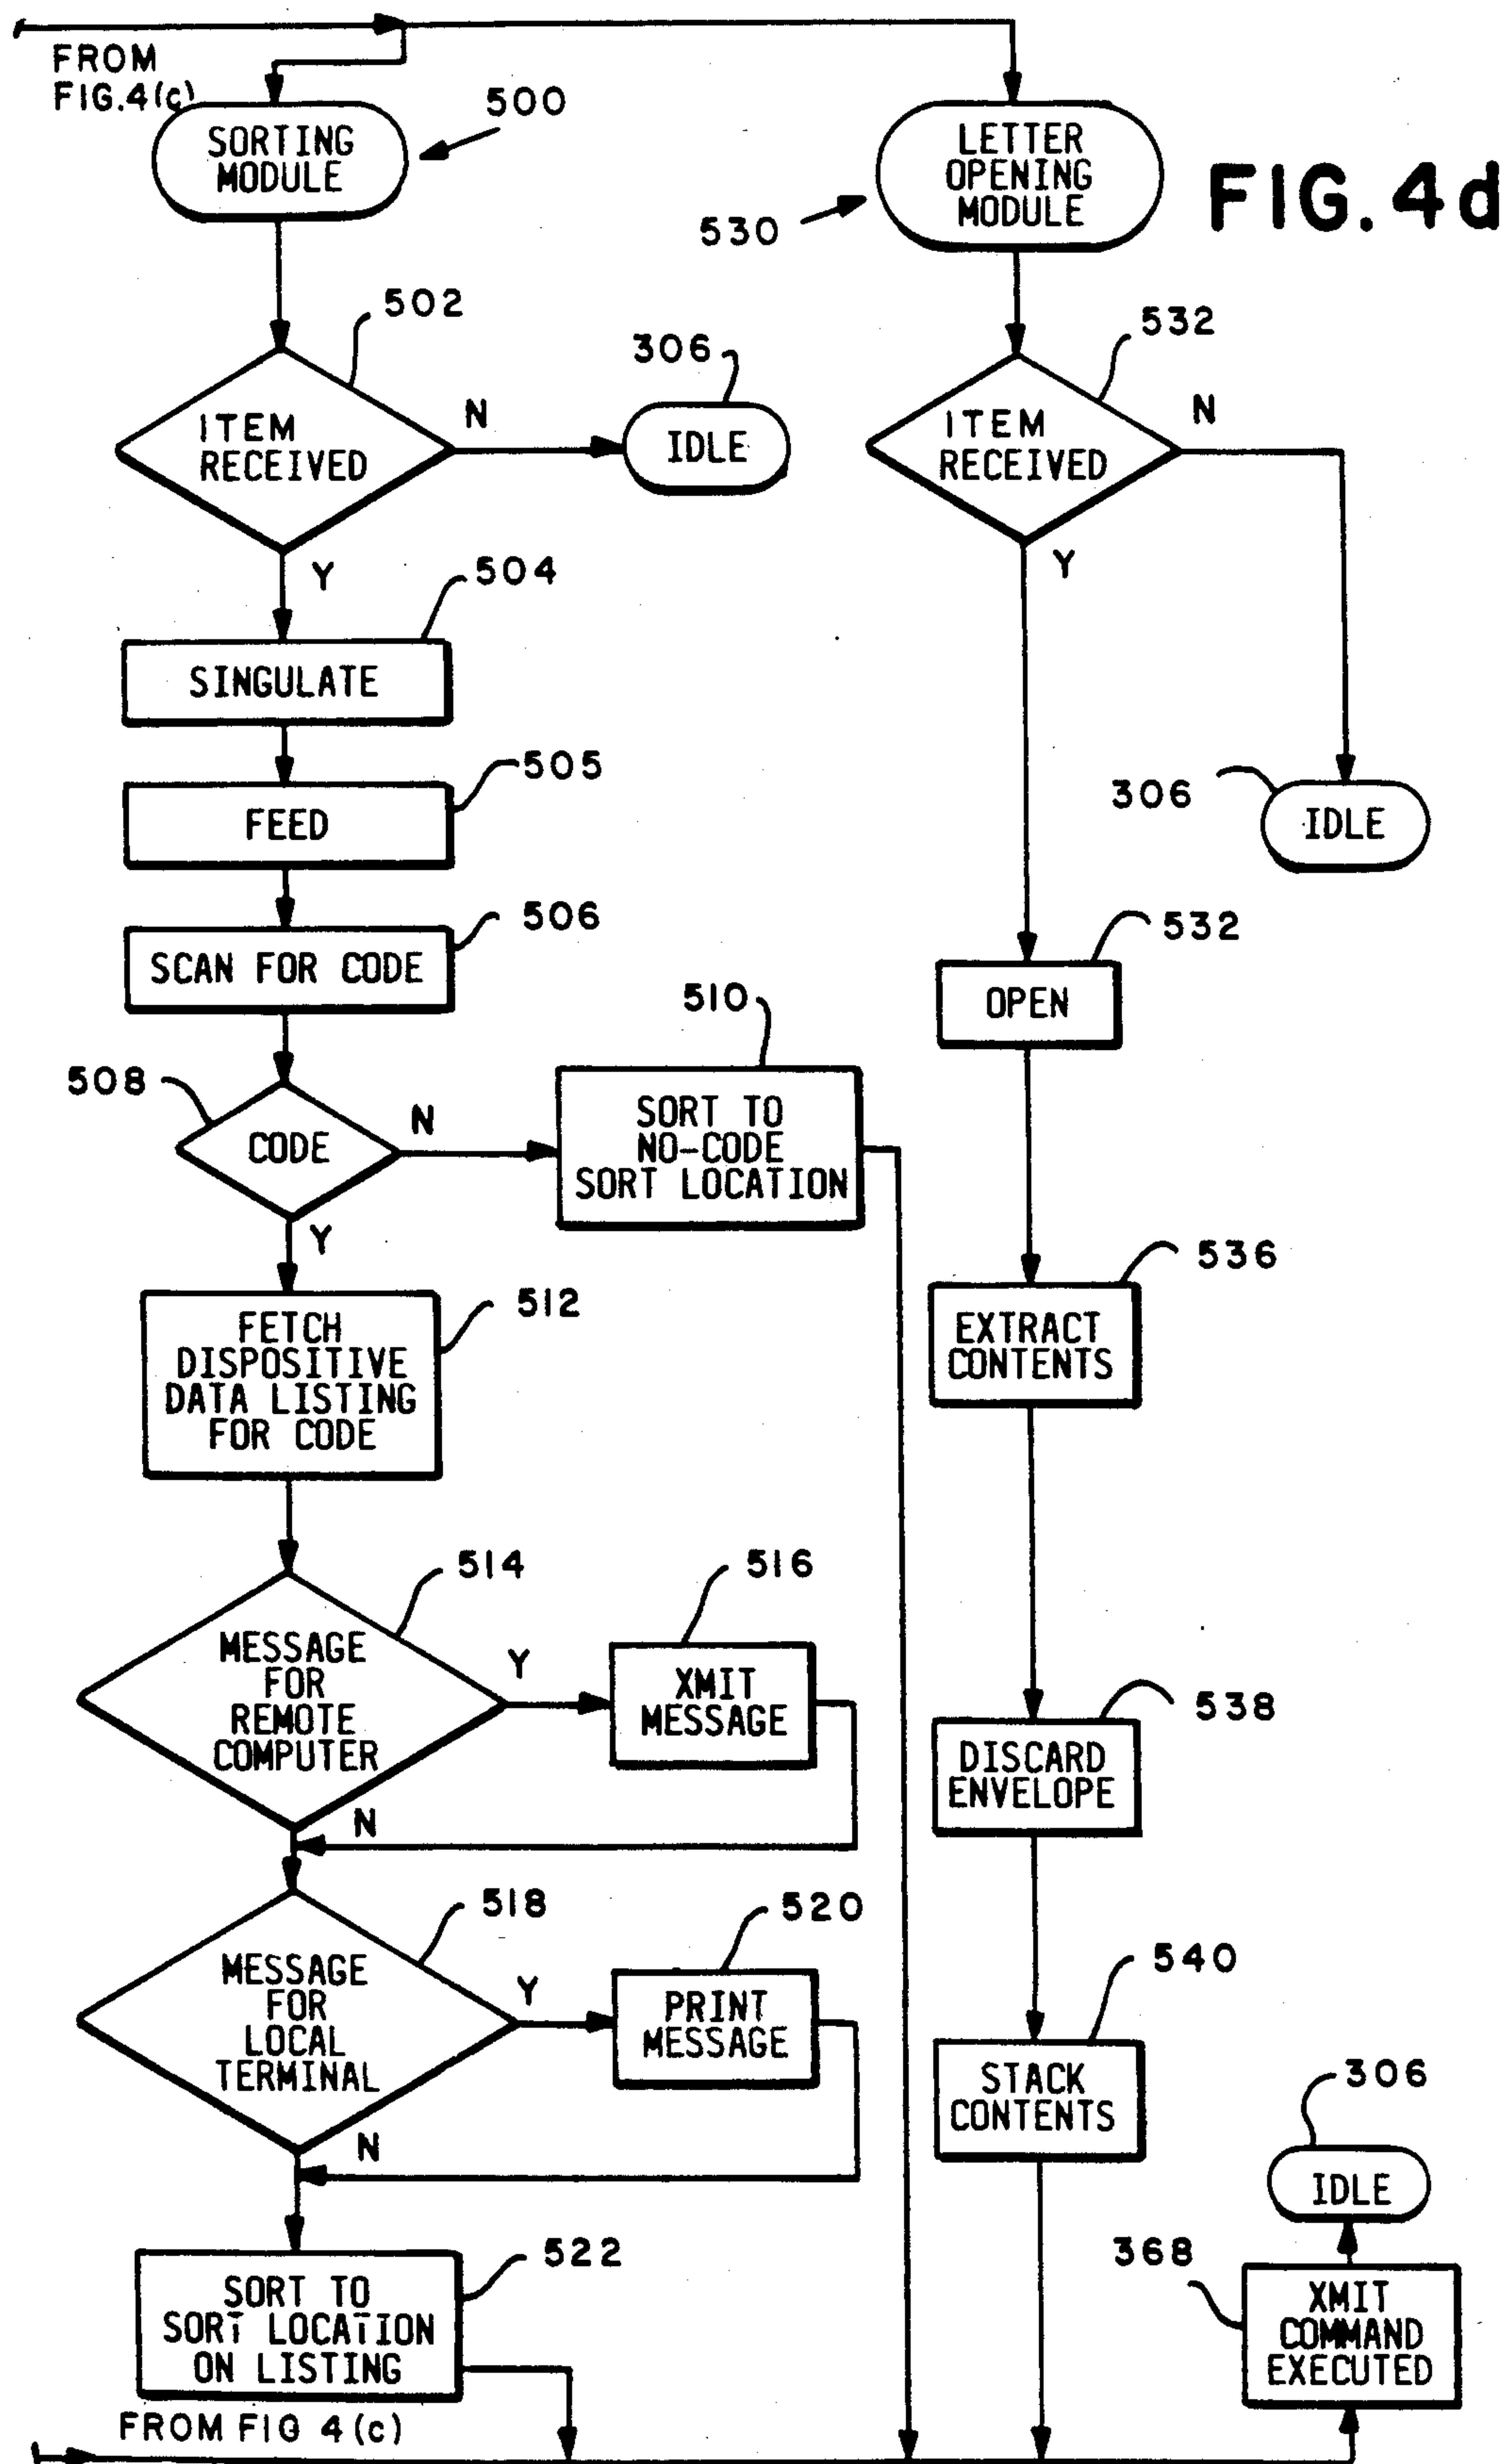 FROM
FIG.4(c)
SORTING
MODULE
500
LETTER
OPENING
MODULE
530
FIG. 4d
502
ITEM
RECEIVED
N
306
IDLE
Y
532
ITEM
RECEIVED
N
Y
306
IDLE
504
SINGULATE
505
FEED
506
SCAN FOR CODE
508
CODE
N
510
SORT TO
NO-CODE
SORT LOCATION
Y
512
FETCH
DISPOSITIVE
DATA LISTING
FOR CODE
514
MESSAGE
FOR
REMOTE
COMPUTER
Y
516
XMIT
MESSAGE
N
518
MESSAGE
FOR
LOCAL
TERMINAL
Y
520
PRINT
MESSAGE
N
522
SORT TO
SORT LOCATION
ON LISTING
FROM FIG 4(c)
532
OPEN
536
EXTRACT
CONTENTS
538
DISCARD
ENVELOPE
540
STACK
CONTENTS
306
IDLE
368
XMIT
COMMAND
EXECUTED